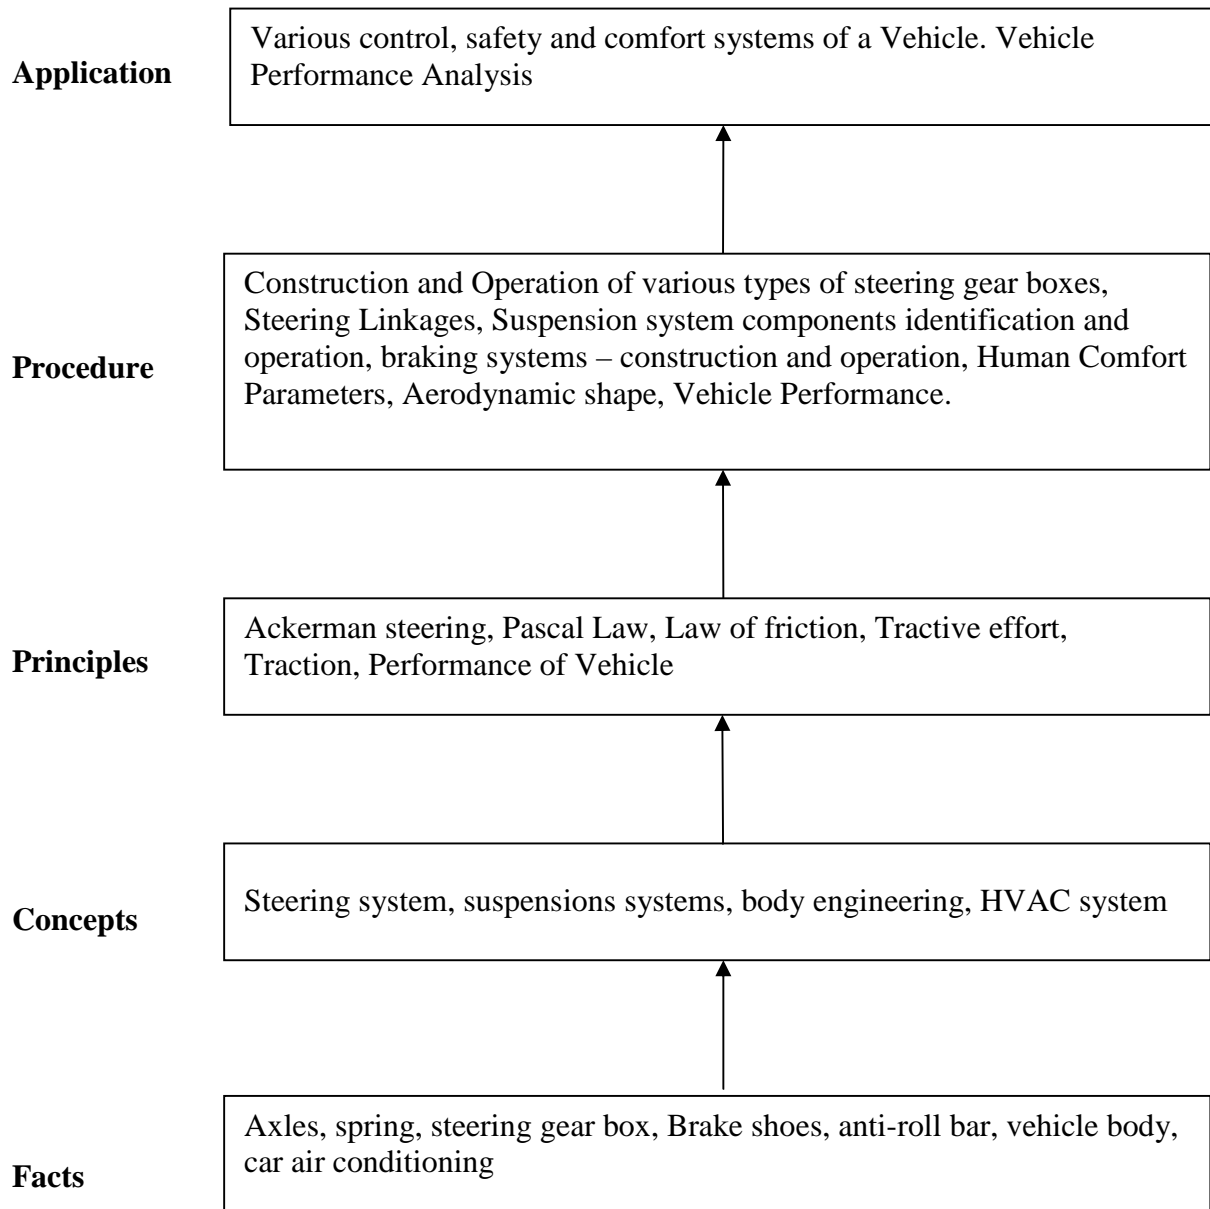 Application
Various control, safety and comfort systems of a Vehicle. Vehicle
Performance Analysis
Procedure
Construction and Operation of various types of steering gear boxes,
Steering Linkages, Suspension system components identification and
operation, braking systems – construction and operation, Human Comfort
Parameters, Aerodynamic shape, Vehicle Performance.
Principles
Ackerman steering, Pascal Law, Law of friction, Tractive effort,
Traction, Performance of Vehicle
Concepts
Steering system, suspensions systems, body engineering, HVAC system
Facts
Axles, spring, steering gear box, Brake shoes, anti-roll bar, vehicle body,
car air conditioning